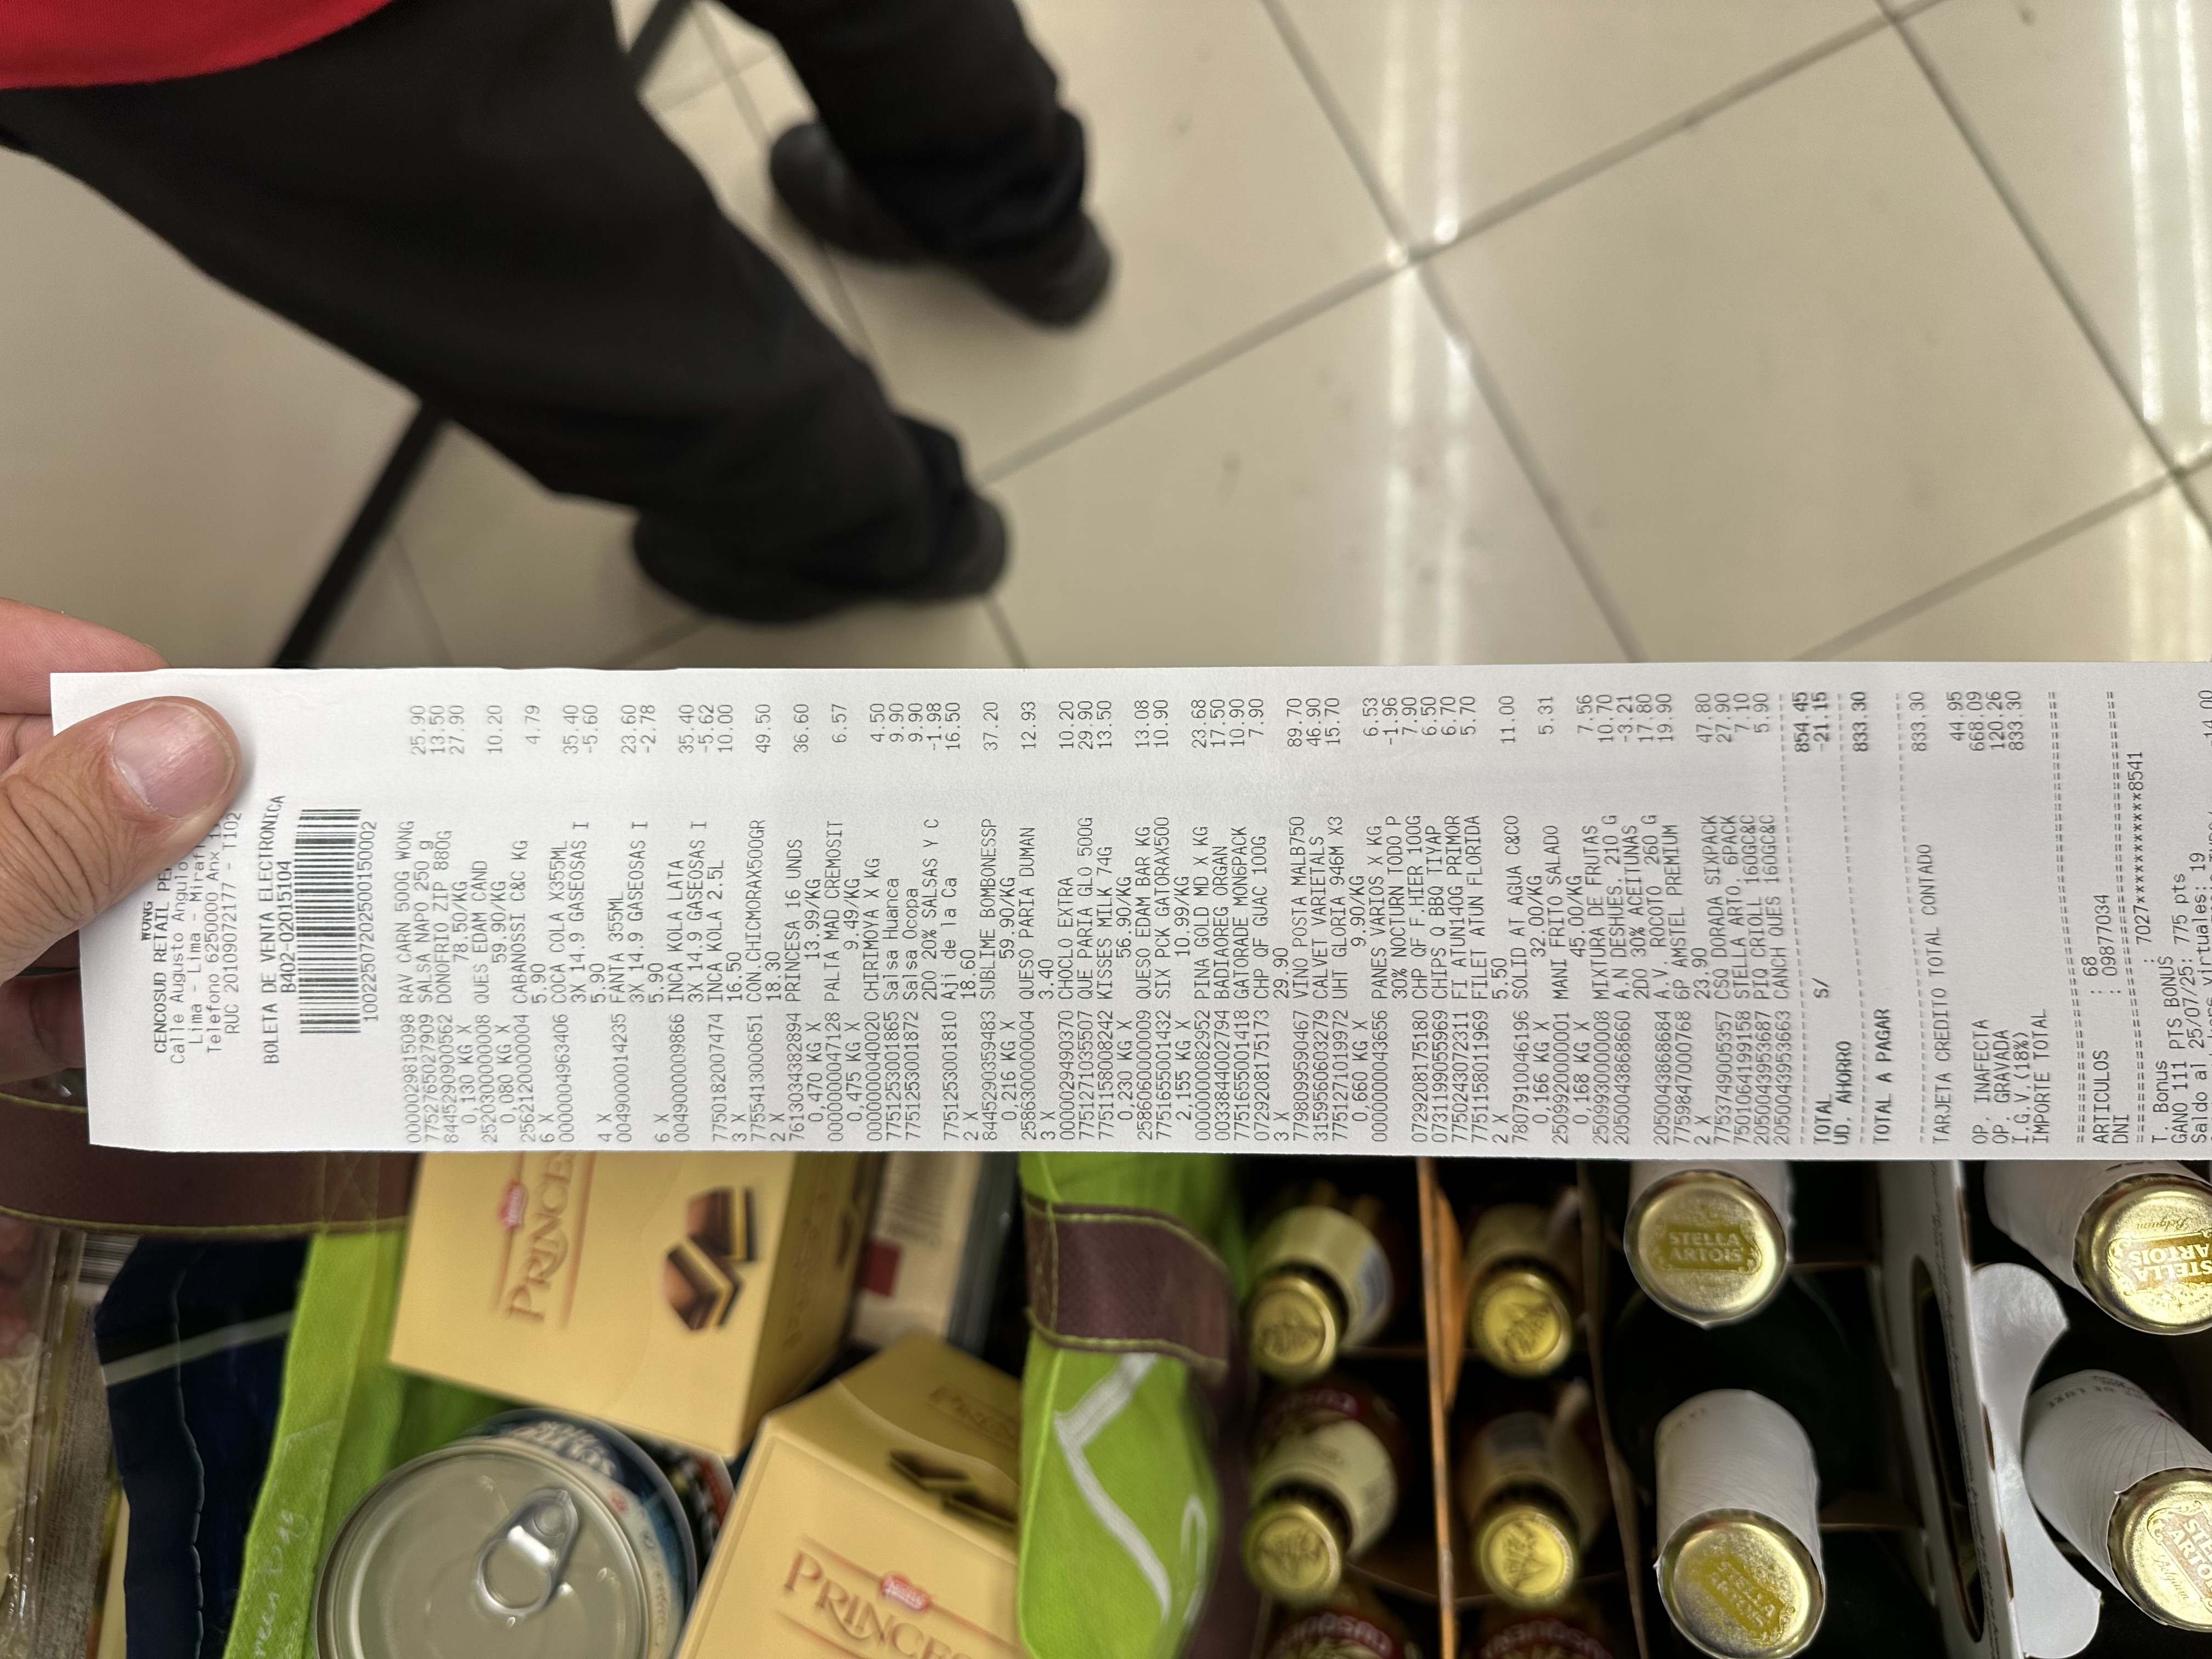 WONG
CENCOSUD RETAIL
Calle Augusto Angulo
Lima - Lima -
Telefono 6250000 Anx
RUC 20109072177 - T102
BOLETA DE VENTA ELECTRONICA
B402-02015104
10022507202500150002
0000029815098 RAV CARN 500G WONG 25.90
7752765027909 SALSA NAPO 250 g 13.50
8445290900562 DONOFRIO ZIP 880G 27.90
0,130 KG X 78.50/KG
2520300000008 QUES EDAM CAND 10.20
0,080 KG X 59.90/KG
2562120000004 CABANOSSI C&C KG 4.79
6 X 5.90
0000004963406 COCA COLA X355ML 35.40
3X 14.9 GASEOSAS I -5.60
4 X 5.90
0049000014235 FANTA 355ML 23.60
3X 14.9 GASEOSAS I -2.78
6 X 5.90
0049000009866 INCA KOLA LATA 35.40
3X 14.9 GASEOSAS I -5.62
7750182007474 INCA KOLA 2.5L 10.00
3 X 16.50
7755413000651 CON.CHICMORAX500GR 49.50
2 X 18.30
7613034382894 PRINCESA 16 UNDS 36.60
0,470 KG X 13.99/KG
0000000047128 PALTA MAD CREMOSIT 6.57
0,475 KG X 9.49/KG
0000000040020 CHIRIMOYA X KG 4.50
7751253001865 Salsa Huanca 9.90
7751253001872 Salsa Ocopa 9.90
2DO 20% SALSAS Y C -1.98
7751253001810 Aji de la Ca 16.50
2 X 18.60
8445290359483 SUBLIME BOMBONESSP 37.20
0,216 KG X 59.90/KG
2586300000004 QUESO PARIA DUMAN 12.93
3 X 3.40
0000029490370 CHOCLO EXTRA 10.20
7751271035507 QUE PARIA GLO 500G 29.90
7751158008242 KISSES MILK 74G 13.50
0,230 KG X 56.90/KG
2586060000009 QUESO EDAM BAR KG 13.08
7751655001432 SIX PCK GATORAX500 10.90
2,155 KG X 10.99/KG
0000000082952 PINA GOLD MD X KG 23.68
0033844002794 BADIAOREG ORGAN 17.50
7751655001418 GATORADE MON6PACK 10.90
0729208175173 CHP QF GUAC 100G 7.90
3 X 29.90
7798099590467 VINO POSTA MALB750 89.70
3159560603279 CALVET VARIETALS 46.90
7751271019972 UHT GLORIA 946M X3 15.70
0,660 KG X 9.90/KG
0000000043656 PANES VARIOS X KG 6.53
30% NOCTURN TODO P -1.96
0729208175180 CHP QF F.HIER 100G 7.90
0731199055969 CHIPS Q BBQ TIYAP 6.50
7750243072311 FI ATUN140G PRIMOR 6.70
7751158011969 FILET ATUN FLORIDA 5.70
2 X 5.50
7807910046196 SOLID AT AGUA C&CO 11.00
0,166 KG X 32.00/KG
2509920000001 MANI FRITO SALADO 5.31
0,168 KG X 45.00/KG
2509930000008 MIXTURA DE FRUTAS 7.56
2050043868660 A.N DESHUES. 210 G 10.70
2DO 30% ACEITUNAS -3.21
2050043868684 A.V. ROCOTO 260 G 17.80
7759847000768 6P AMSTEL PREMIUM 19.90
2 X 23.90
7753749005357 CSQ DORADA SIXPACK 47.80
7501064199158 STELLA ARTO. 6PACK 27.90
2050043953687 PIQ CRIOLL 160GC&C 7.10
2050043953663 CANCH QUES 160GC&C 5.90
TOTAL S/ 854.45
UD. AHORRO -21.15
TOTAL A PAGAR 833.30
TARJETA CREDITO TOTAL CONTADO 833.30
OP. INAFECTA 44.95
OP. GRAVADA 668.09
I.G.V.(18%) 120.26
IMPORTE TOTAL 833.30
ARTICULOS : 68
DNI : 09877034
T. Bonus : 7027***********8541
GANO 111 PTS BONUS
Saldo al 25/07/25: 775 pts
virtuales: 19
-14.00
Nestlé
PRINCES
Nestlé
PRINCES
STELLA ARTOIS
STELLA ARTOIS
STELLA ARTOIS
STELLA ARTOIS
Belgium